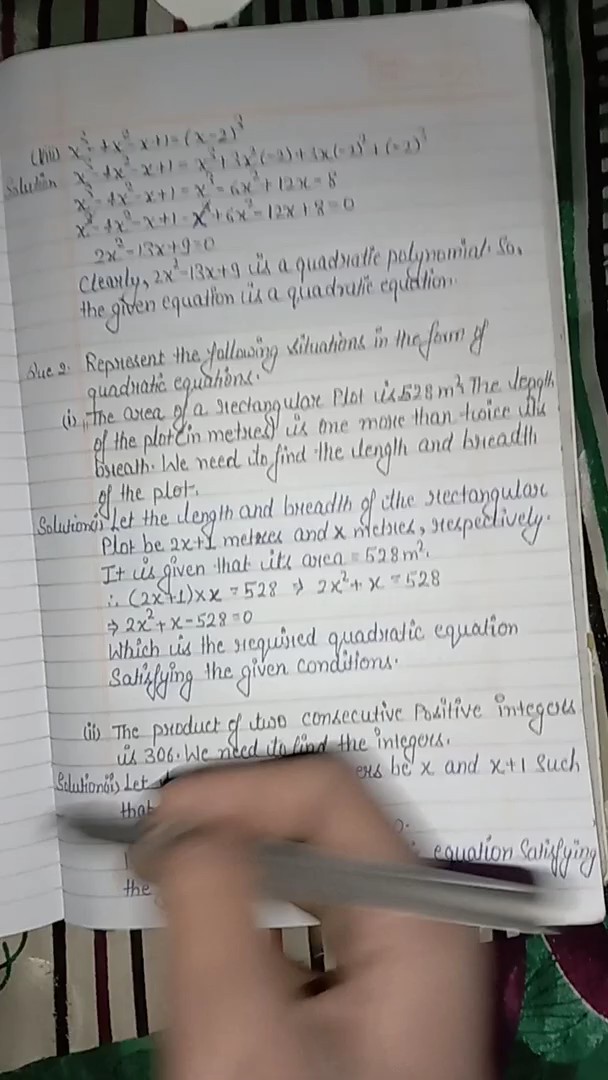 (viii) x³-4x²-x+1=(x-2)³
Solution x³-4x²-x+1= x³+3x²(-2)+3x(-2)²+(-2)³
x³-4x²-x+1=x³-6x²+12x-8
x³-4x²-x+1-x³+6x²-12x+8=0
2x²-13x+9=0
Clearly, 2x²-13x+9 is a quadratic polynomial. So,
the given equation is a quadratic equation.
Que 2. Represent the following situations in the form of
quadratic equations.
(i) The area of a rectangular Plot is 528 m². The length
of the plot (in metres) is one more than twice its
breath. We need to find the length and breadth
of the plot.
Solution(i) Let the length and breadth of the rectangular
Plot be 2x+1 metres and x metres, respectively.
It is given that its area = 528m².
∴ (2x+1)×x = 528 ⇒ 2x²+x = 528
⇒ 2x²+x-528=0
Which is the required quadratic equation
Satisfying the given conditions.
(ii) The product of two consecutive Positive integers
is 306. We need to find the integers.
Solution(ii) Let be x and x+1 Such
that
equation Satisfying
the